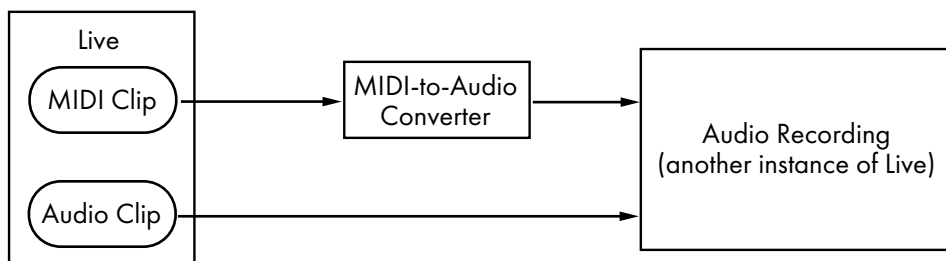 Live
MIDI Clip
Audio Clip
MIDI-to-Audio
Converter
Audio Recording
(another instance of Live)